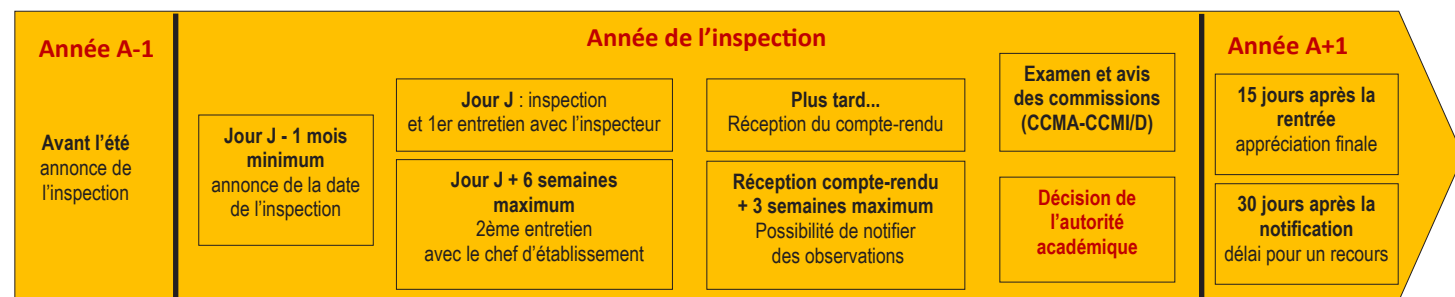 Année A-1
Avant l’été
annonce de
l’inspection
Année de l’inspection
Jour J - 1 mois
minimum
annonce de la date
de l’inspection
Jour J : inspection
et 1er entretien avec l’inspecteur
Jour J + 6 semaines
maximum
2ème entretien
avec le chef d’établissement
Plus tard...
Réception du compte-rendu
Réception compte-rendu
+ 3 semaines maximum
Possibilité de notifier
des observations
Examen et avis
des commissions
(CCMA-CCMI/D)
Décision de
l’autorité
académique
Année A+1
15 jours après la
rentrée
appréciation finale
30 jours après la
notification
délai pour un recours